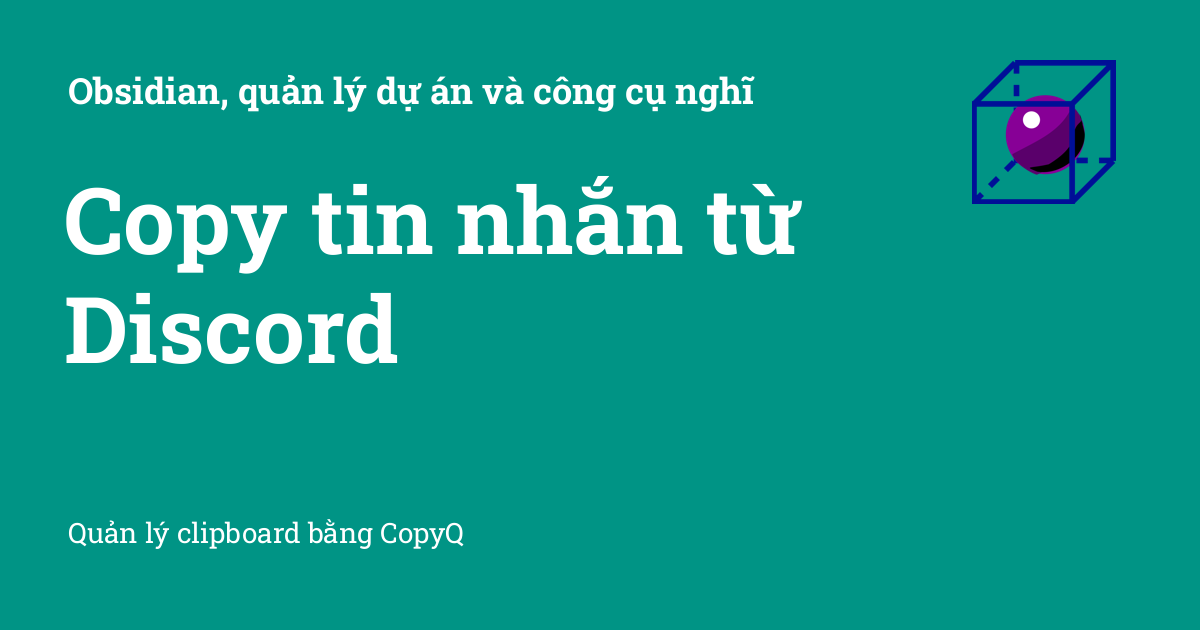 Obsidian, quản lý dự án và công cụ nghĩ
Copy tin nhắn từ
Discord
Quản lý clipboard bằng CopyQ